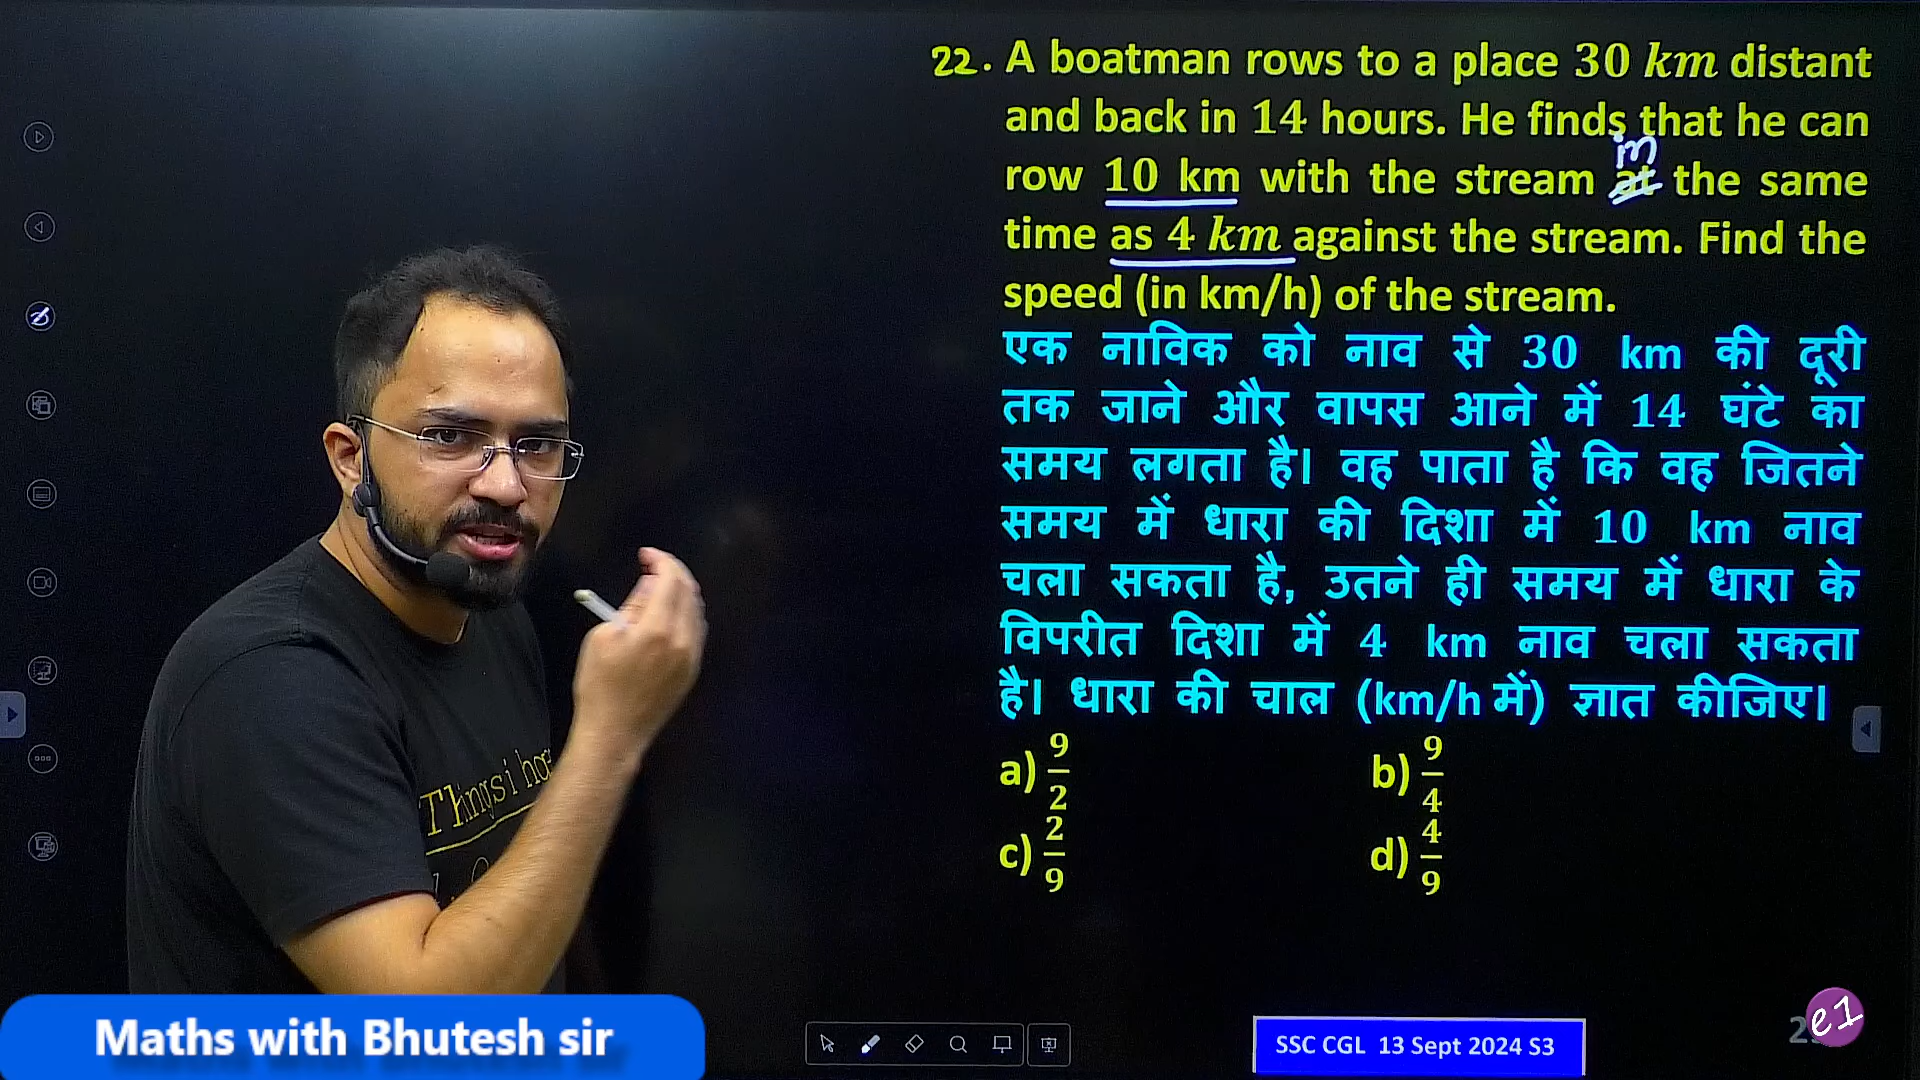 22. A boatman rows to a place 30 km distant
and back in 14 hours. He finds that he can
in
row 10 km with the stream at the same
time as 4 km against the stream. Find the
speed (in km/h) of the stream.
एक नाविक को नाव से 30 km की दूरी
तक जाने और वापस आने में 14 घंटे का
समय लगता है। वह पाता है कि वह जितने
समय में धारा की दिशा में 10 km नाव
चला सकता है, उतने ही समय में धारा के
विपरीत दिशा में 4 km नाव चला सकता
है। धारा की चाल (km/h में) ज्ञात कीजिए।
a) 9/2 b) 9/4
c) 2/9 d) 4/9
Things i ha
Maths with Bhutesh sir
SSC CGL 13 Sept 2024 S3
e1